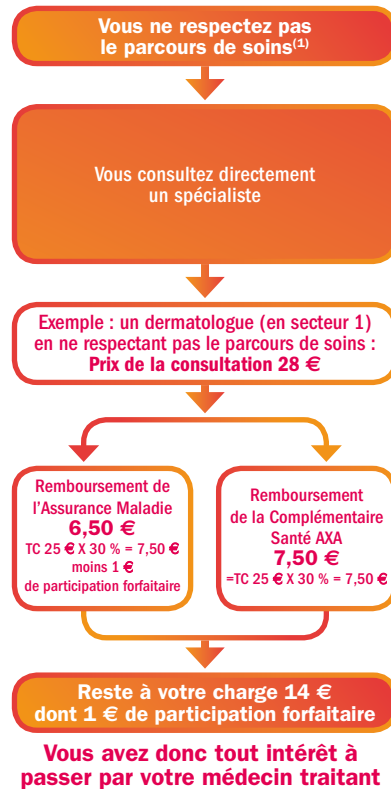 Vous ne respectez pas
le parcours de soins(1)
Vous consultez directement
un spécialiste
Exemple : un dermatologue (en secteur 1)
en ne respectant pas le parcours de soins :
Prix de la consultation 28 €
Remboursement de
l'Assurance Maladie
6,50 €
TC 25 € X 30 % = 7,50 €
moins 1 €
de participation forfaitaire
Remboursement
de la Complémentaire
Santé AXA
7,50 €
=TC 25 € X 30 % = 7,50 €
Reste à votre charge 14 €
dont 1 € de participation forfaitaire
Vous avez donc tout intérêt à
passer par votre médecin traitant